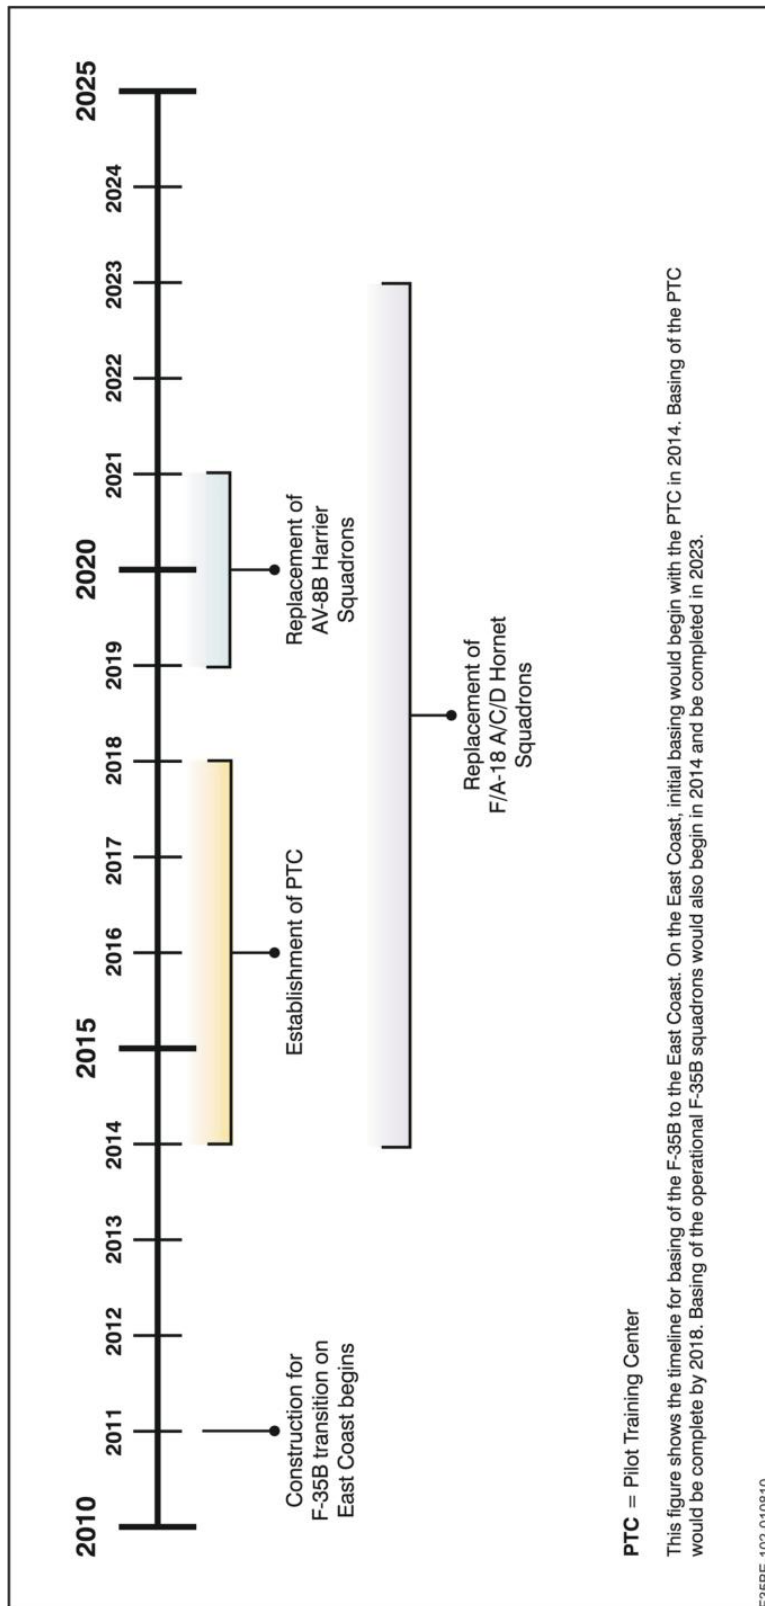 2010
2011
2012
2013
2014
2015
2016
2017
2018
2019
2020
2021
2022
2023
2024
2025
Construction for
F-35B transition on
East Coast begins
Establishment of PTC
Replacement of
AV-8B Harrier
Squadrons
Replacement of
F/A-18 A/C/D Hornet
Squadrons
PTC = Pilot Training Center
This figure shows the timeline for basing of the F-35B to the East Coast. On the East Coast, initial basing would begin with the PTC in 2014. Basing of the PTC
would be complete by 2018. Basing of the operational F-35B squadrons would also begin in 2014 and be completed in 2023.